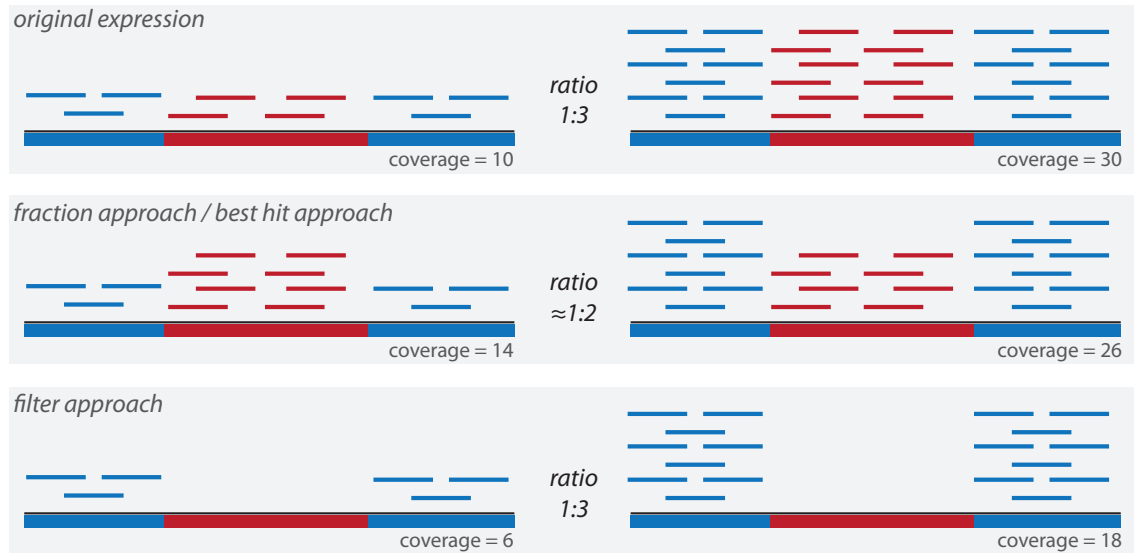 original expression
ratio
1:3
coverage = 10
coverage = 30
fraction approach / best hit approach
ratio
≈1:2
coverage = 14
coverage = 26
filter approach
ratio
1:3
coverage = 6
coverage = 18